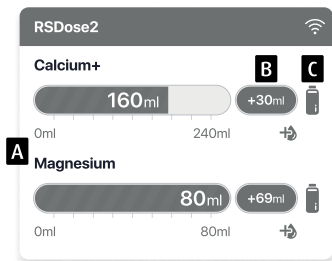 RSDose2
Calcium+
B C
160ml +30ml
0ml 240ml
A
Magnesium
80ml +69ml
0ml 80ml